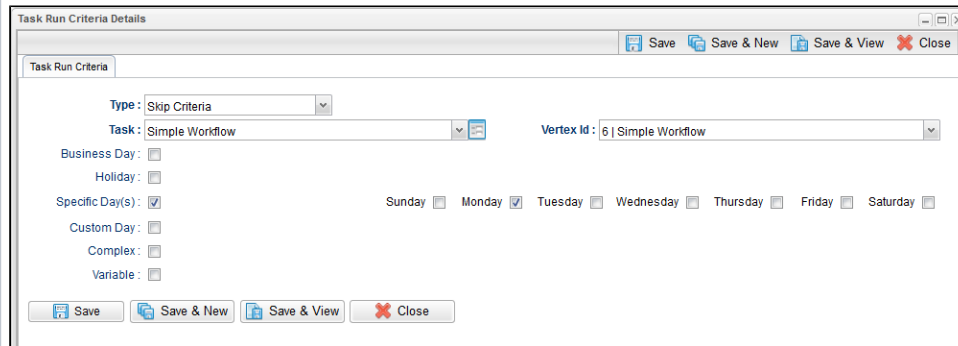 Task Run Criteria Details
Save Save & New Save & View Close
Task Run Criteria
Type : Skip Criteria
Task : Simple Workflow Vertex Id : 6 | Simple Workflow
Business Day :
Holiday :
Specific Day(s) : Sunday Monday Tuesday Wednesday Thursday Friday Saturday
Custom Day :
Complex :
Variable :
Save Save & New Save & View Close